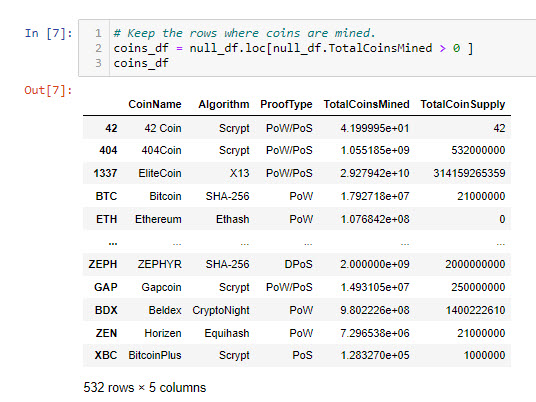 In [7]:
1 # Keep the rows where coins are mined.
2 coins_df = null_df.loc[null_df.TotalCoinsMined > 0 ]
3 coins_df
Out[7]:
CoinName Algorithm ProofType TotalCoinsMined TotalCoinSupply
42 42 Coin Scrypt PoW/PoS 4.199995e+01 42
404 404Coin Scrypt PoW/PoS 1.055185e+09 532000000
1337 EliteCoin X13 PoW/PoS 2.927942e+10 314159265359
BTC Bitcoin SHA-256 PoW 1.792718e+07 21000000
ETH Ethereum Ethash PoW 1.076842e+08 0
... ... ... ... ... ...
ZEPH ZEPHYR SHA-256 DPoS 2.000000e+09 2000000000
GAP Gapcoin Scrypt PoW/PoS 1.493105e+07 250000000
BDX Beldex CryptoNight PoW 9.802226e+08 1400222610
ZEN Horizen Equihash PoW 7.296538e+06 21000000
XBC BitcoinPlus Scrypt PoS 1.283270e+05 1000000
532 rows × 5 columns